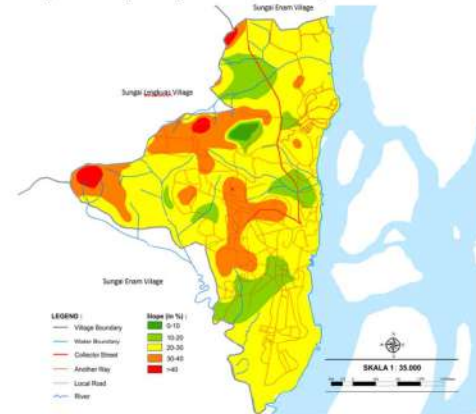 Sungai Enam Village
Sungai Lengkuas Village
Sungai Enam Village
LEGEND :
Village Boundary
Water Boundary
Collector Street
Another Way
Local Road
River
Slope (in %) :
0-10
10-20
20-30
30-40
>40
SKALA 1 : 35.000